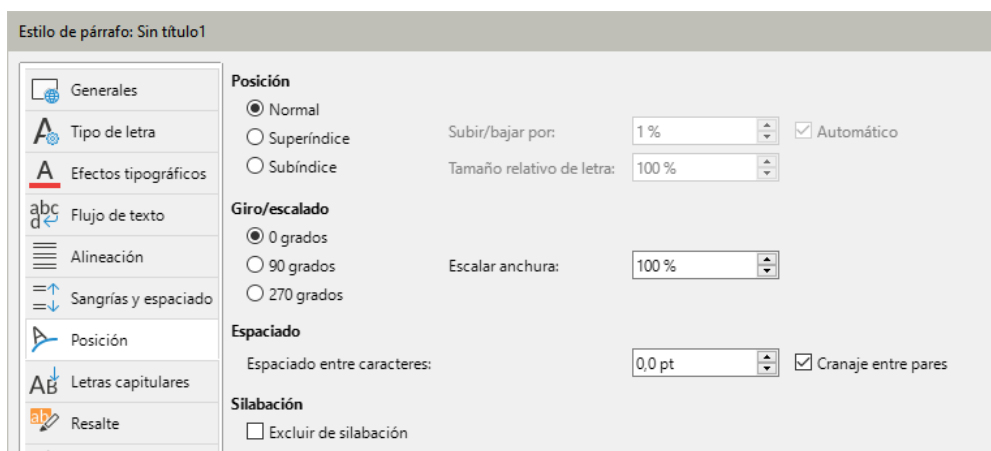 Estilo de párrafo: Sin título1
Generales
Tipo de letra
Efectos tipográficos
Flujo de texto
Alineación
Sangrías y espaciado
Posición
Letras capitulares
Resalte
Posición
Normal
Superíndice
Subir/bajar por: 1 % Automático
Subíndice
Tamaño relativo de letra: 100 %
Giro/escalado
0 grados
90 grados
Escalar anchura: 100 %
270 grados
Espaciado
Espaciado entre caracteres: 0,0 pt Cranaje entre pares
Silabación
Excluir de silabación